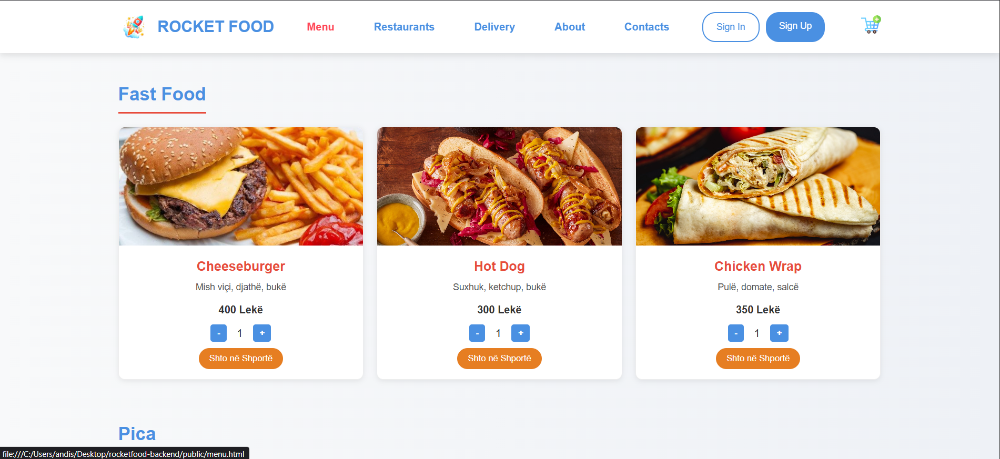 ROCKET FOOD Menu Restaurants Delivery About Contacts Sign In Sign Up
Fast Food
Cheeseburger
Mish viçi, djathë, bukë
400 Lekë
- 1 +
Shto në Shportë
Hot Dog
Suxhuk, ketchup, bukë
300 Lekë
- 1 +
Shto në Shportë
Chicken Wrap
Pulë, domate, salcë
350 Lekë
- 1 +
Shto në Shportë
Pica
file:///C:/Users/andis/Desktop/rocketfood-backend/public/menu.html